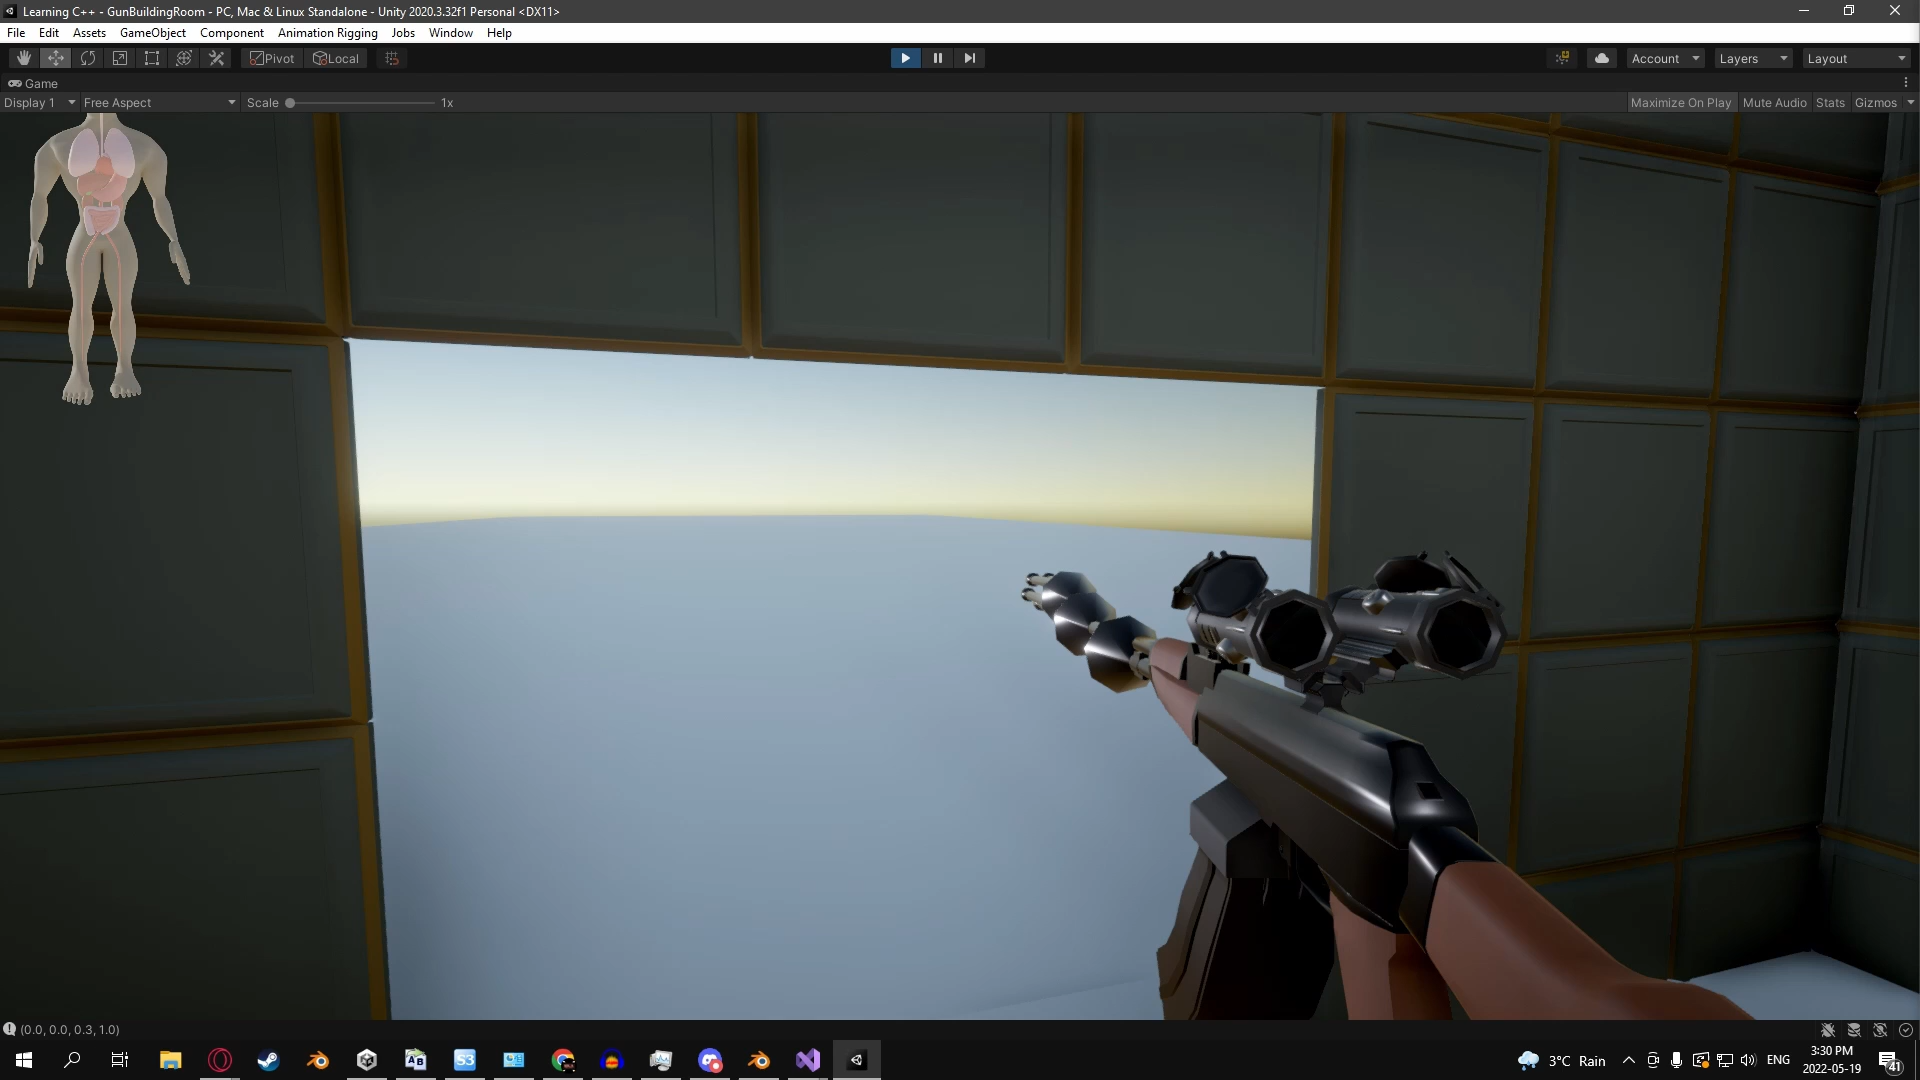 Learning C++ - GunBuildingRoom - PC, Mac & Linux Standalone - Unity 2020.3.32f1 Personal <DX11>
File Edit Assets GameObject Component Animation Rigging Jobs Window Help
Pivot Local Account Layers Layout
Game
Display 1 Free Aspect Scale 1x Maximize On Play Mute Audio Stats Gizmos
(0.0, 0.0, 0.3, 1.0)
AB S3 3°C Rain ENG 3:30 PM
2022-05-19 41